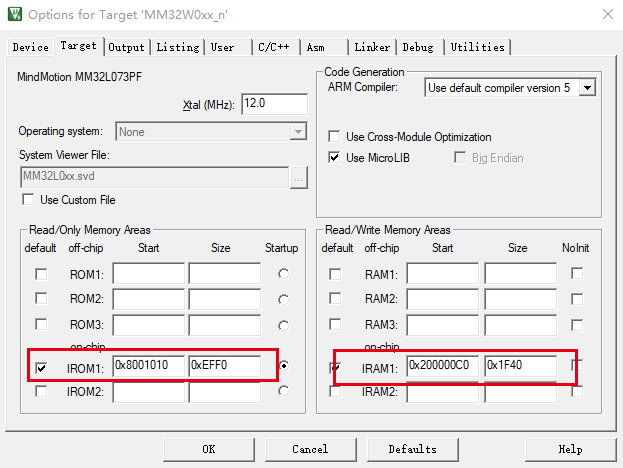 Options for Target 'MM32W0xx_n'
Device Target Output Listing User C/C++ Asm Linker Debug Utilities
MindMotion MM32L073PF
Xtal (MHz): 12.0
Operating system: None
System Viewer File:
MM32L0xx.svd ...
Use Custom File
Code Generation
ARM Compiler: Use default compiler version 5
Use Cross-Module Optimization
Use MicroLIB Big Endian
Read/Only Memory Areas
default off-chip Start Size Startup
ROM1:
ROM2:
ROM3:
on-chip
IROM1: 0x8001010 0xEFF0
IROM2:
Read/Write Memory Areas
default off-chip Start Size NoInit
RAM1:
RAM2:
RAM3:
on-chip
IRAM1: 0x200000C0 0x1F40
IRAM2:
OK Cancel Defaults Help